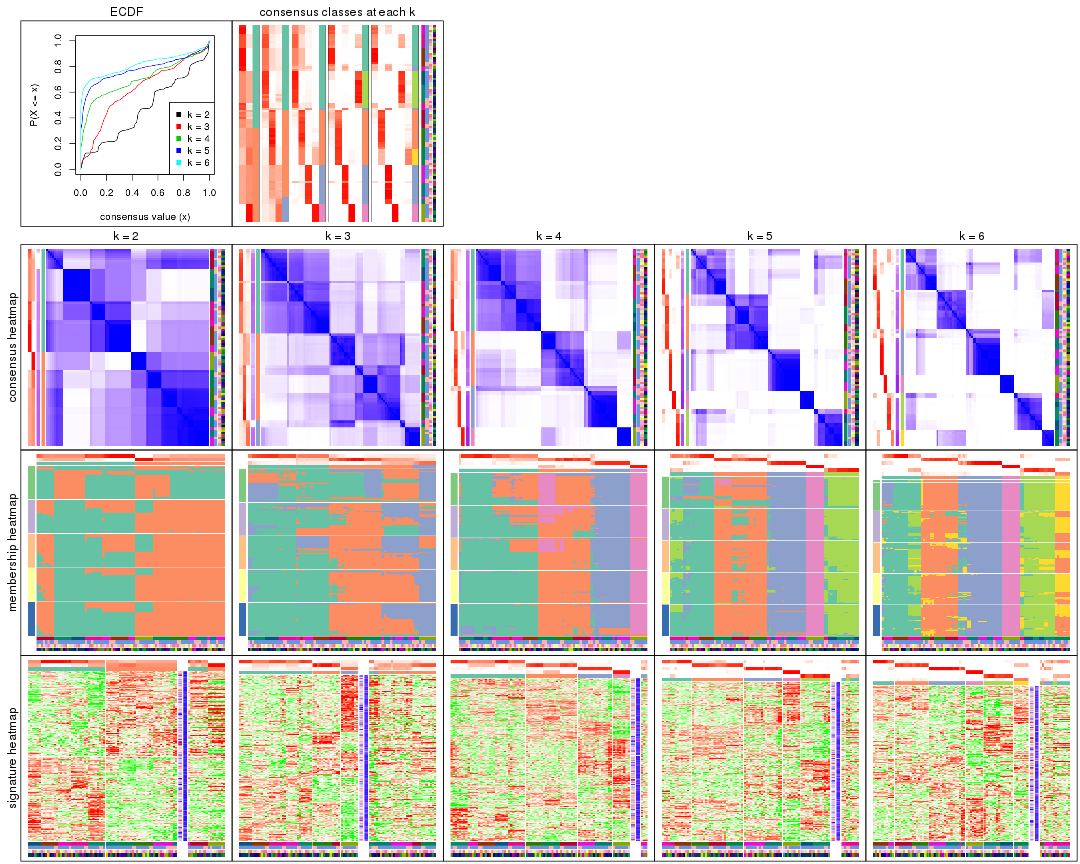 ECDF
consensus classes at each k
P(X <= x)
0.0 0.2 0.4 0.6 0.8 1.0
k = 2
k = 3
k = 4
k = 5
k = 6
0.0 0.2 0.4 0.6 0.8 1.0
consensus value (x)
k = 2
k = 3
k = 4
k = 5
k = 6
consensus heatmap
membership heatmap
signature heatmap